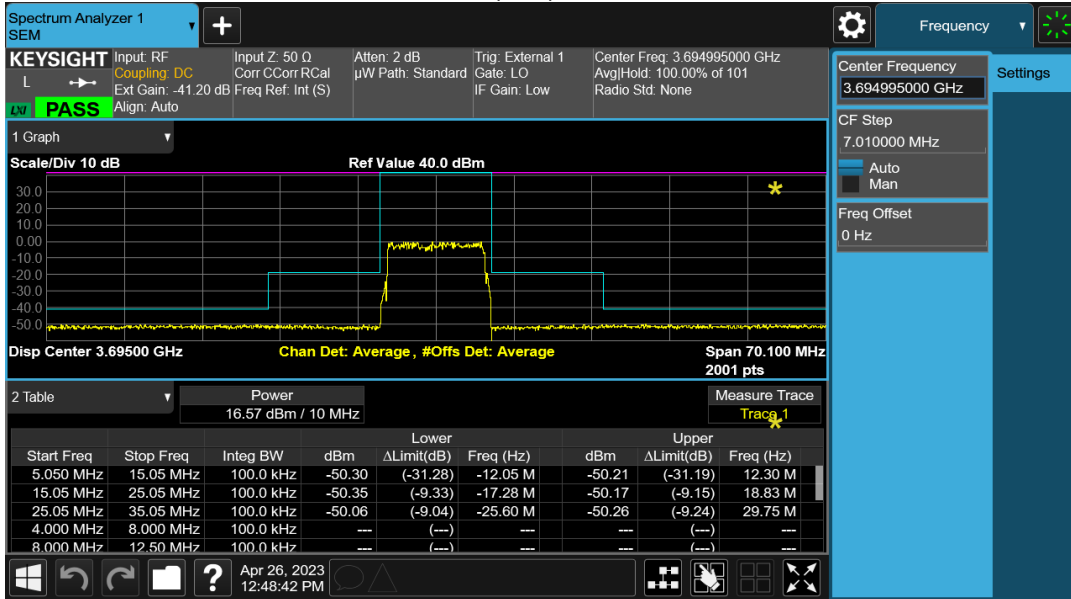 Spectrum Analyzer 1
SEM
Frequency
KEYSIGHT
L
LXI PASS
Input: RF
Coupling: DC
Ext Gain: -41.20 dB
Align: Auto
Input Z: 50 Ω
Corr CCorr RCal
Freq Ref: Int (S)
Atten: 2 dB
µW Path: Standard
Trig: External 1
Gate: LO
IF Gain: Low
Center Freq: 3.694995000 GHz
Avg|Hold: 100.00% of 101
Radio Std: None
Center Frequency
3.694995000 GHz
Settings
CF Step
7.010000 MHz
Auto
Man
Freq Offset
0 Hz
1 Graph
Scale/Div 10 dB Ref Value 40.0 dBm
30.0
20.0
10.0
0.00
-10.0
-20.0
-30.0
-40.0
-50.0
Disp Center 3.69500 GHz Chan Det: Average , #Offs Det: Average Span 70.100 MHz
2001 pts
2 Table Power Measure Trace
16.57 dBm / 10 MHz Trace 1
Lower Upper
Start Freq Stop Freq Integ BW dBm ΔLimit(dB) Freq (Hz) dBm ΔLimit(dB) Freq (Hz)
5.050 MHz 15.05 MHz 100.0 kHz -50.30 (-31.28) -12.05 M -50.21 (-31.19) 12.30 M
15.05 MHz 25.05 MHz 100.0 kHz -50.35 (-9.33) -17.28 M -50.17 (-9.15) 18.83 M
25.05 MHz 35.05 MHz 100.0 kHz -50.06 (-9.04) -25.60 M -50.26 (-9.24) 29.75 M
4.000 MHz 8.000 MHz 100.0 kHz --- (---) --- --- (---) ---
8.000 MHz 12.50 MHz 100.0 kHz --- (---) --- --- (---) ---
? Apr 26, 2023
12:48:42 PM